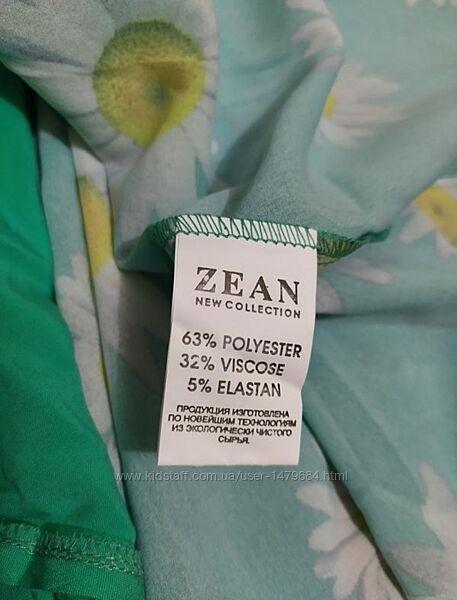 ZEAN
NEW COLLECTION
63% POLYESTER
32% VISCOSE
5% ELASTAN
ПРОДУКЦИЯ ИЗГОТОВЛЕНА
ПО НОВЕЙШИМ ТЕХНОЛОГИЯМ
ИЗ ЭКОЛОГИЧЕСКИ ЧИСТОГО
СЫРЬЯ.
www.kidstaff.com.ua/user-1479684.html